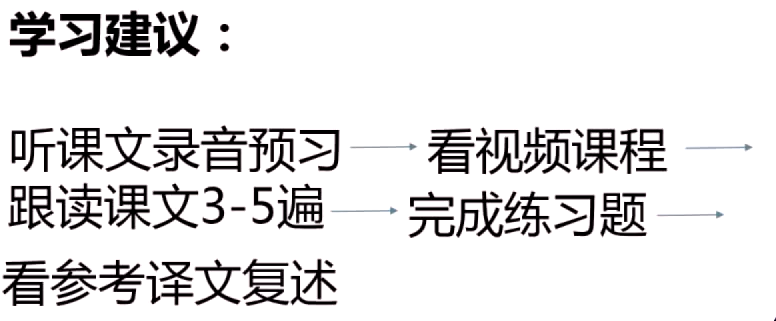 学习建议：
听课文录音预习 → 看视频课程 →
跟读课文3-5遍 → 完成练习题 →
看参考译文复述